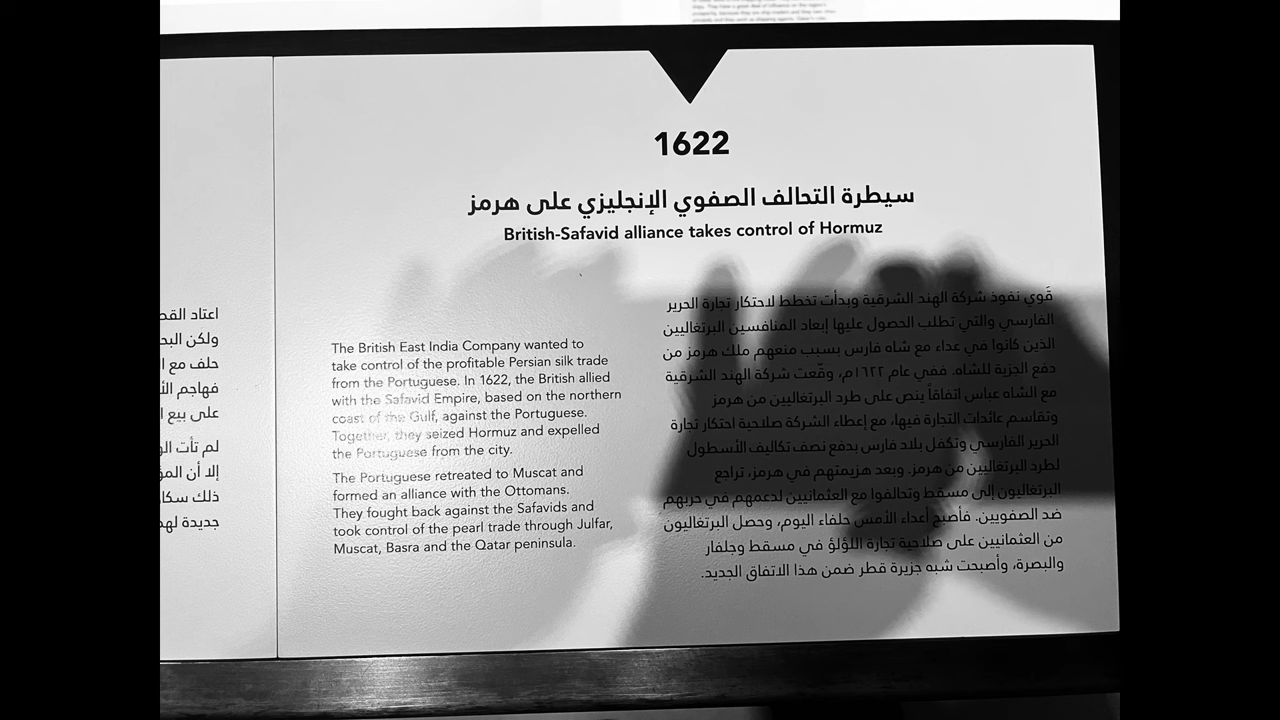 1622
سيطرة التحالف الصفوي الإنجليزي على هرمز
British-Safavid alliance takes control of Hormuz
The British East India Company wanted to
take control of the profitable Persian silk trade
from the Portuguese. In 1622, the British allied
with the Safavid Empire, based on the northern
coast of the Gulf, against the Portuguese.
Together, they seized Hormuz and expelled
the Portuguese from the city.
The Portuguese retreated to Muscat and
formed an alliance with the Ottomans.
They fought back against the Safavids and
took control of the pearl trade through Julfar,
Muscat, Basra and the Qatar peninsula.
قَوي نفوذ شركة الهند الشرقية وبدأت تخطط لاحتكار تجارة الحرير
الفارسي والتي تطلب الحصول عليها إبعاد المنافسين البرتغاليين
الذين كانوا في عداء مع شاه فارس بسبب منعهم ملك هرمز من
دفع الجزية للشاه. ففي عام ١٦٢٢م، وقّعت شركة الهند الشرقية
مع الشاه عباس اتفاقاً ينص على طرد البرتغاليين من هرمز
وتقاسم عائدات التجارة فيها، مع إعطاء الشركة صلاحية احتكار تجارة
الحرير الفارسي وتكفل بلاد فارس بدفع نصف تكاليف الأسطول
لطرد البرتغاليين من هرمز. وبعد هزيمتهم في هرمز، تراجع
البرتغاليون إلى مسقط وتحالفوا مع العثمانيين لدعمهم في حربهم
ضد الصفويين. فأصبح أعداء الأمس حلفاء اليوم، وحصل البرتغاليون
من العثمانيين على صلاحية تجارة اللؤلؤ في مسقط وجلفار
والبصرة، وأصبحت شبه جزيرة قطر ضمن هذا الاتفاق الجديد.
اعتاد
ولكن
حلف مع
فهاجم
على بيع
لم تأت
إلا أن
ذلك
جديدة